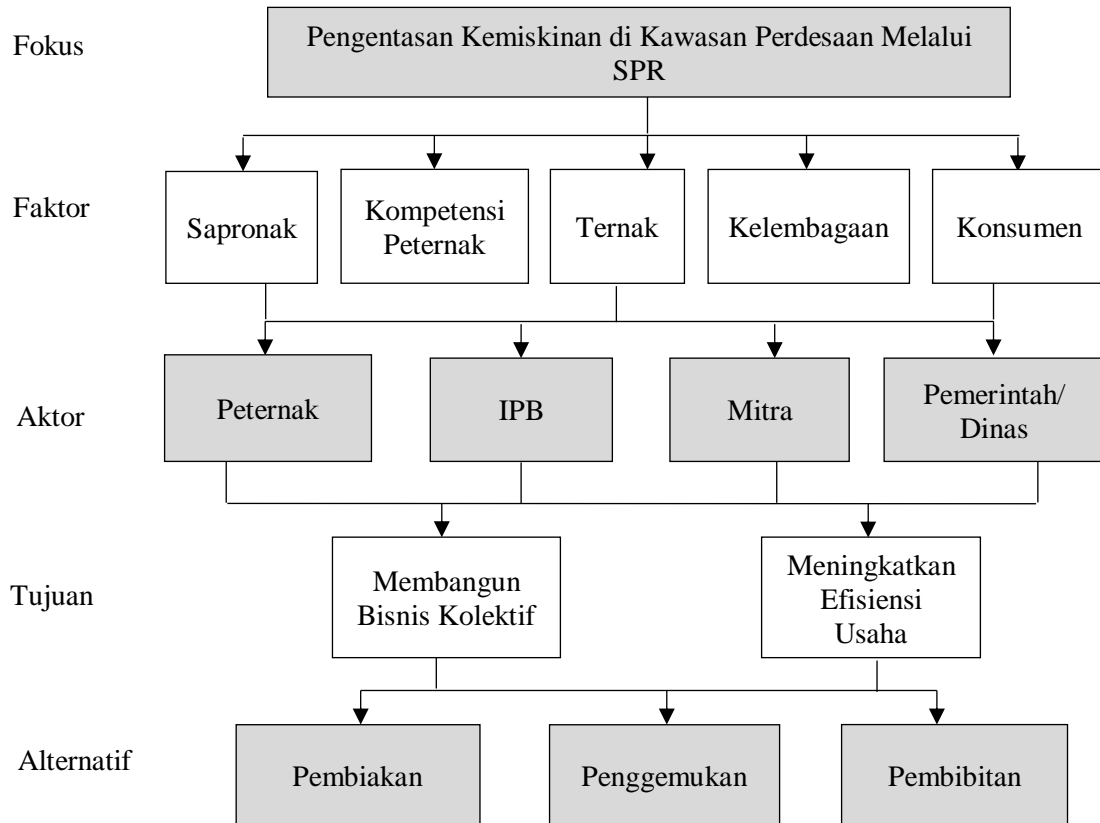 Fokus
Pengentasan Kemiskinan di Kawasan Perdesaan Melalui
SPR
Faktor
Sapronak
Kompetensi
Peternak
Ternak
Kelembagaan
Konsumen
Aktor
Peternak
IPB
Mitra
Pemerintah/
Dinas
Tujuan
Membangun
Bisnis Kolektif
Meningkatkan
Efisiensi
Usaha
Alternatif
Pembiakan
Penggemukan
Pembibitan